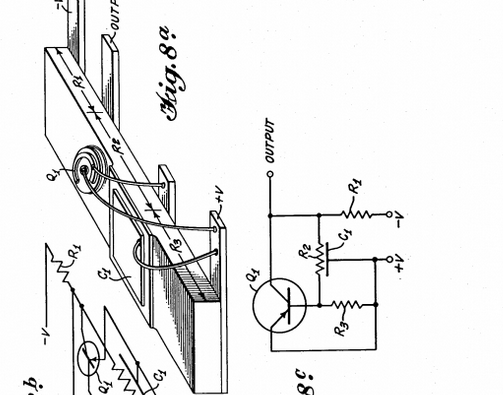 -V
OUTPUT
R1
R2
Q1
Fig.8a
C1
R3
+V
-V
R1
Q1
C1
b
OUTPUT
Q1
R2
C1
R1
-V
+V
R3
8c